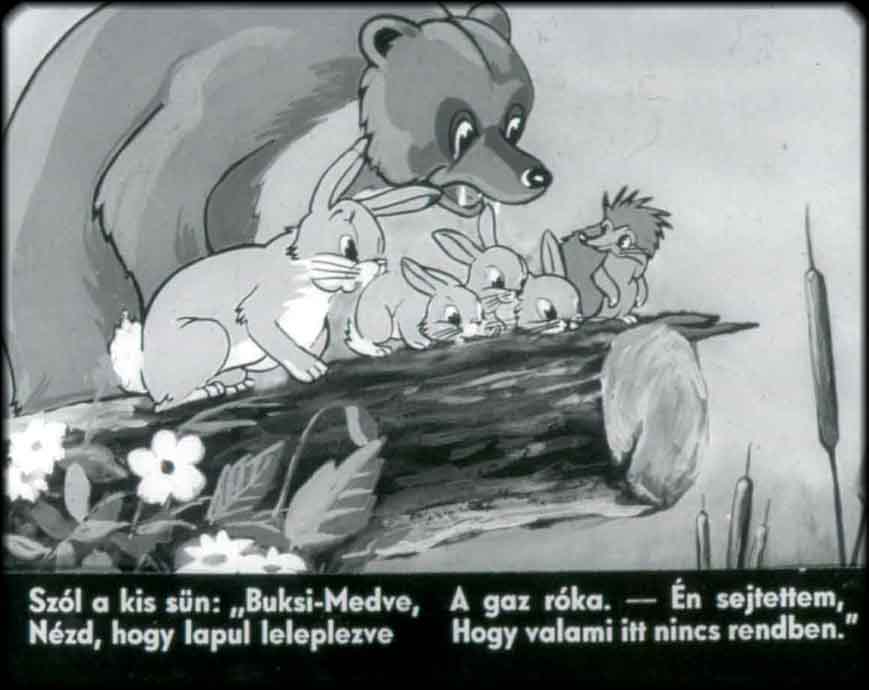 Szól a kis sün: „Buksi-Medve,
Nézd, hogy lapul leleplezve
A gaz róka. — Én sejtettem,
Hogy valami itt nincs rendben.”